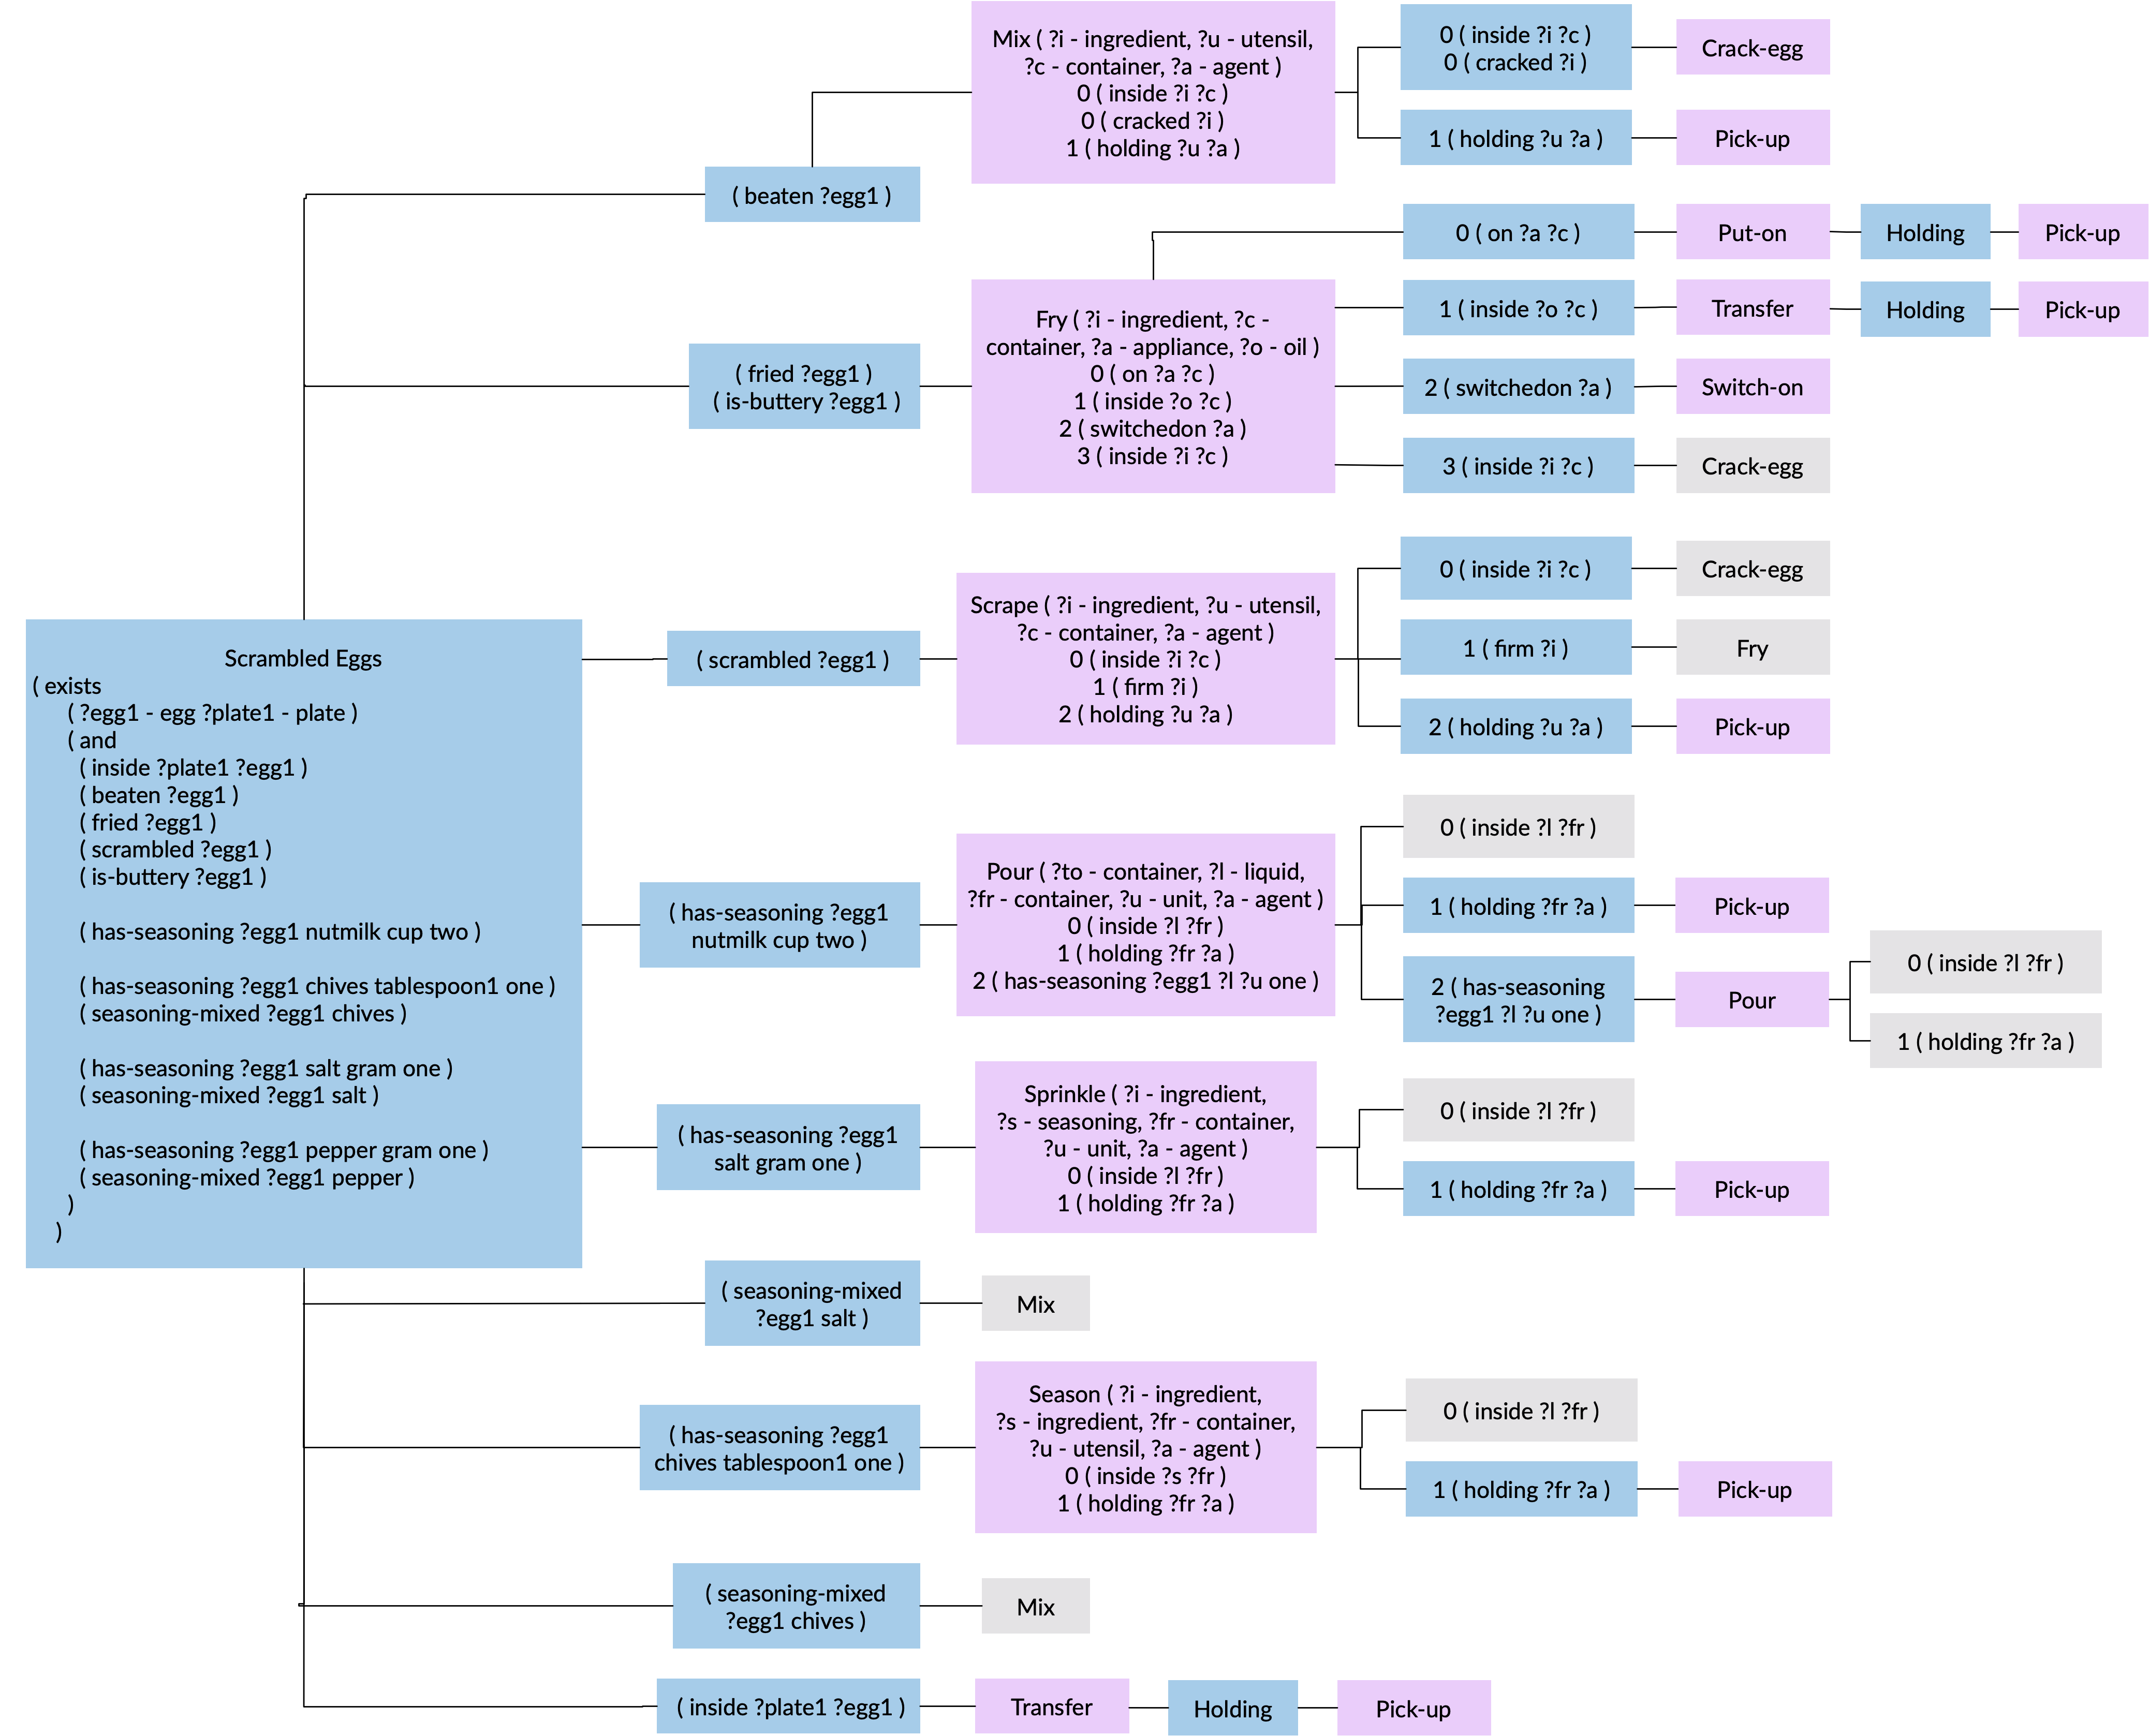 Scrambled Eggs
( exists
( ?egg1 - egg ?plate1 - plate )
( and
( inside ?plate1 ?egg1 )
( beaten ?egg1 )
( fried ?egg1 )
( scrambled ?egg1 )
( is-buttery ?egg1 )
( has-seasoning ?egg1 nutmilk cup two )
( has-seasoning ?egg1 chives tablespoon1 one )
( seasoning-mixed ?egg1 chives )
( has-seasoning ?egg1 salt gram one )
( seasoning-mixed ?egg1 salt )
( has-seasoning ?egg1 pepper gram one )
( seasoning-mixed ?egg1 pepper )
)
)
( beaten ?egg1 )
Mix ( ?i - ingredient, ?u - utensil,
?c - container, ?a - agent )
0 ( inside ?i ?c )
0 ( cracked ?i )
1 ( holding ?u ?a )
0 ( inside ?i ?c )
0 ( cracked ?i )
Crack-egg
1 ( holding ?u ?a )
Pick-up
( fried ?egg1 )
( is-buttery ?egg1 )
Fry ( ?i - ingredient, ?c -
container, ?a - appliance, ?o - oil )
0 ( on ?a ?c )
1 ( inside ?o ?c )
2 ( switchedon ?a )
3 ( inside ?i ?c )
0 ( on ?a ?c )
Put-on
Holding
Pick-up
1 ( inside ?o ?c )
Transfer
Holding
Pick-up
2 ( switchedon ?a )
Switch-on
3 ( inside ?i ?c )
Crack-egg
( scrambled ?egg1 )
Scrape ( ?i - ingredient, ?u - utensil,
?c - container, ?a - agent )
0 ( inside ?i ?c )
1 ( firm ?i )
2 ( holding ?u ?a )
0 ( inside ?i ?c )
Crack-egg
1 ( firm ?i )
Fry
2 ( holding ?u ?a )
Pick-up
( has-seasoning ?egg1
nutmilk cup two )
Pour ( ?to - container, ?l - liquid,
?fr - container, ?u - unit, ?a - agent )
0 ( inside ?l ?fr )
1 ( holding ?fr ?a )
2 ( has-seasoning ?egg1 ?l ?u one )
0 ( inside ?l ?fr )
1 ( holding ?fr ?a )
Pick-up
2 ( has-seasoning
?egg1 ?l ?u one )
Pour
0 ( inside ?l ?fr )
1 ( holding ?fr ?a )
( has-seasoning ?egg1
salt gram one )
Sprinkle ( ?i - ingredient,
?s - seasoning, ?fr - container,
?u - unit, ?a - agent )
0 ( inside ?l ?fr )
1 ( holding ?fr ?a )
0 ( inside ?l ?fr )
1 ( holding ?fr ?a )
Pick-up
( seasoning-mixed
?egg1 salt )
Mix
( has-seasoning ?egg1
chives tablespoon1 one )
Season ( ?i - ingredient,
?s - ingredient, ?fr - container,
?u - utensil, ?a - agent )
0 ( inside ?s ?fr )
1 ( holding ?fr ?a )
0 ( inside ?l ?fr )
1 ( holding ?fr ?a )
Pick-up
( seasoning-mixed
?egg1 chives )
Mix
( inside ?plate1 ?egg1 )
Transfer
Holding
Pick-up